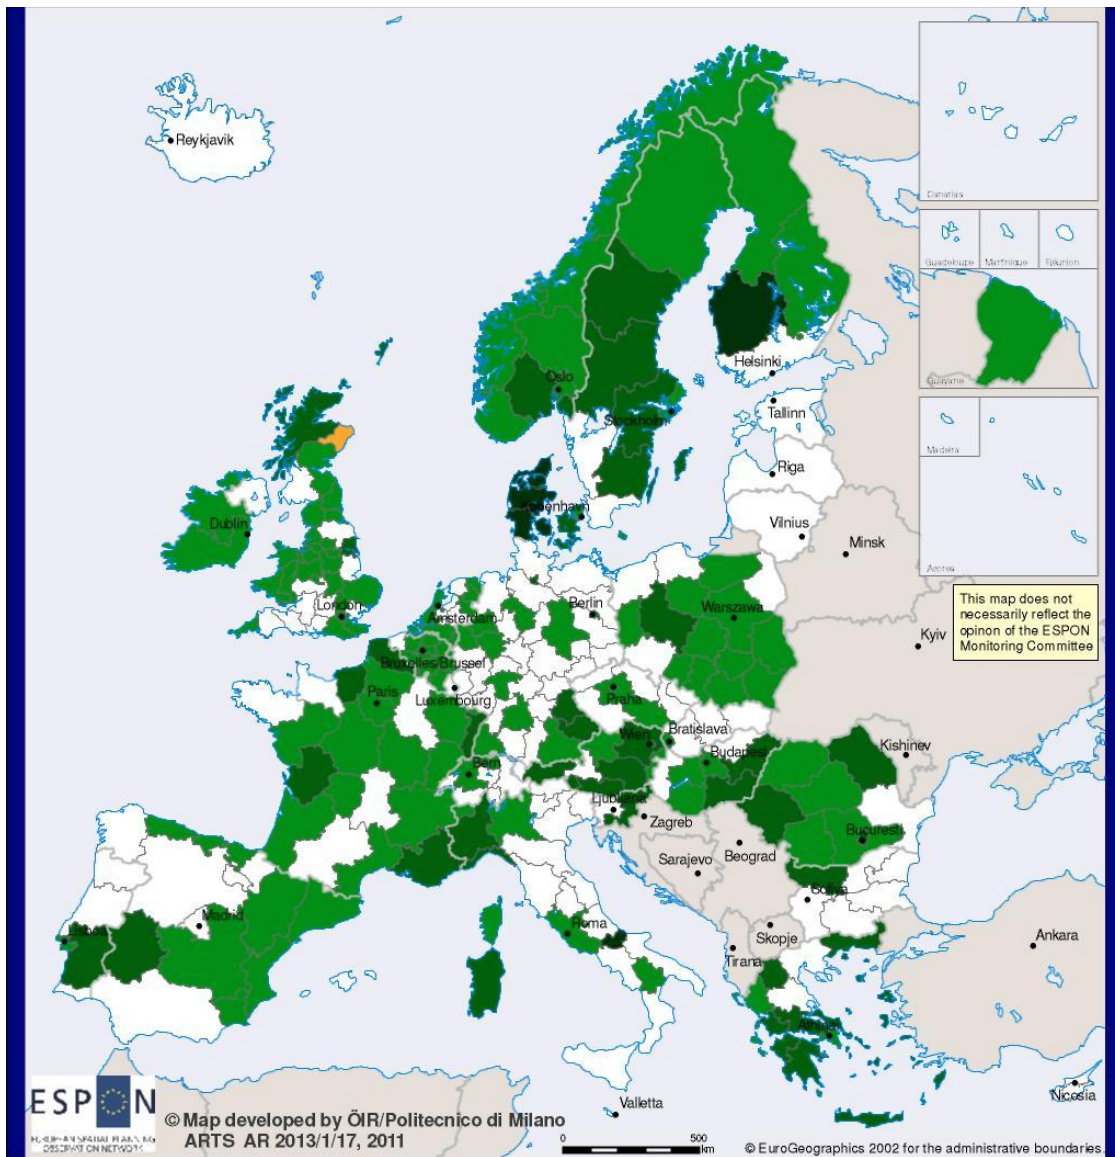 Reykjavik
Canarias
Guadeloupe
Martinique
Réunion
Guayane
Madeira
Azores
Helsinki
Oslo
Tallinn
Stockholm
Riga
København
Vilnius
Minsk
Dublin
This map does not
necessarily reflect the
opinon of the ESPON
Monitoring Committee
London
Berlin
Amsterdam
Warszawa
Kyiv
Bruxelles/Brussel
Luxembourg
Paris
Praha
Wien
Bratislava
Kishinev
Bern
Budapest
Ljubljana
Zagreb
Bucuresti
Beograd
Sarajevo
Sofiya
Madrid
Lisboa
Roma
Skopje
Tirana
Ankara
Athinai
Valletta
Nicosia
ESPON
EUROPEAN SPATIAL PLANNING
OBSERVATION NETWORK
© Map developed by ÖIR/Politecnico di Milano
ARTS AR 2013/1/17, 2011
0 500
km
© EuroGeographics 2002 for the administrative boundaries